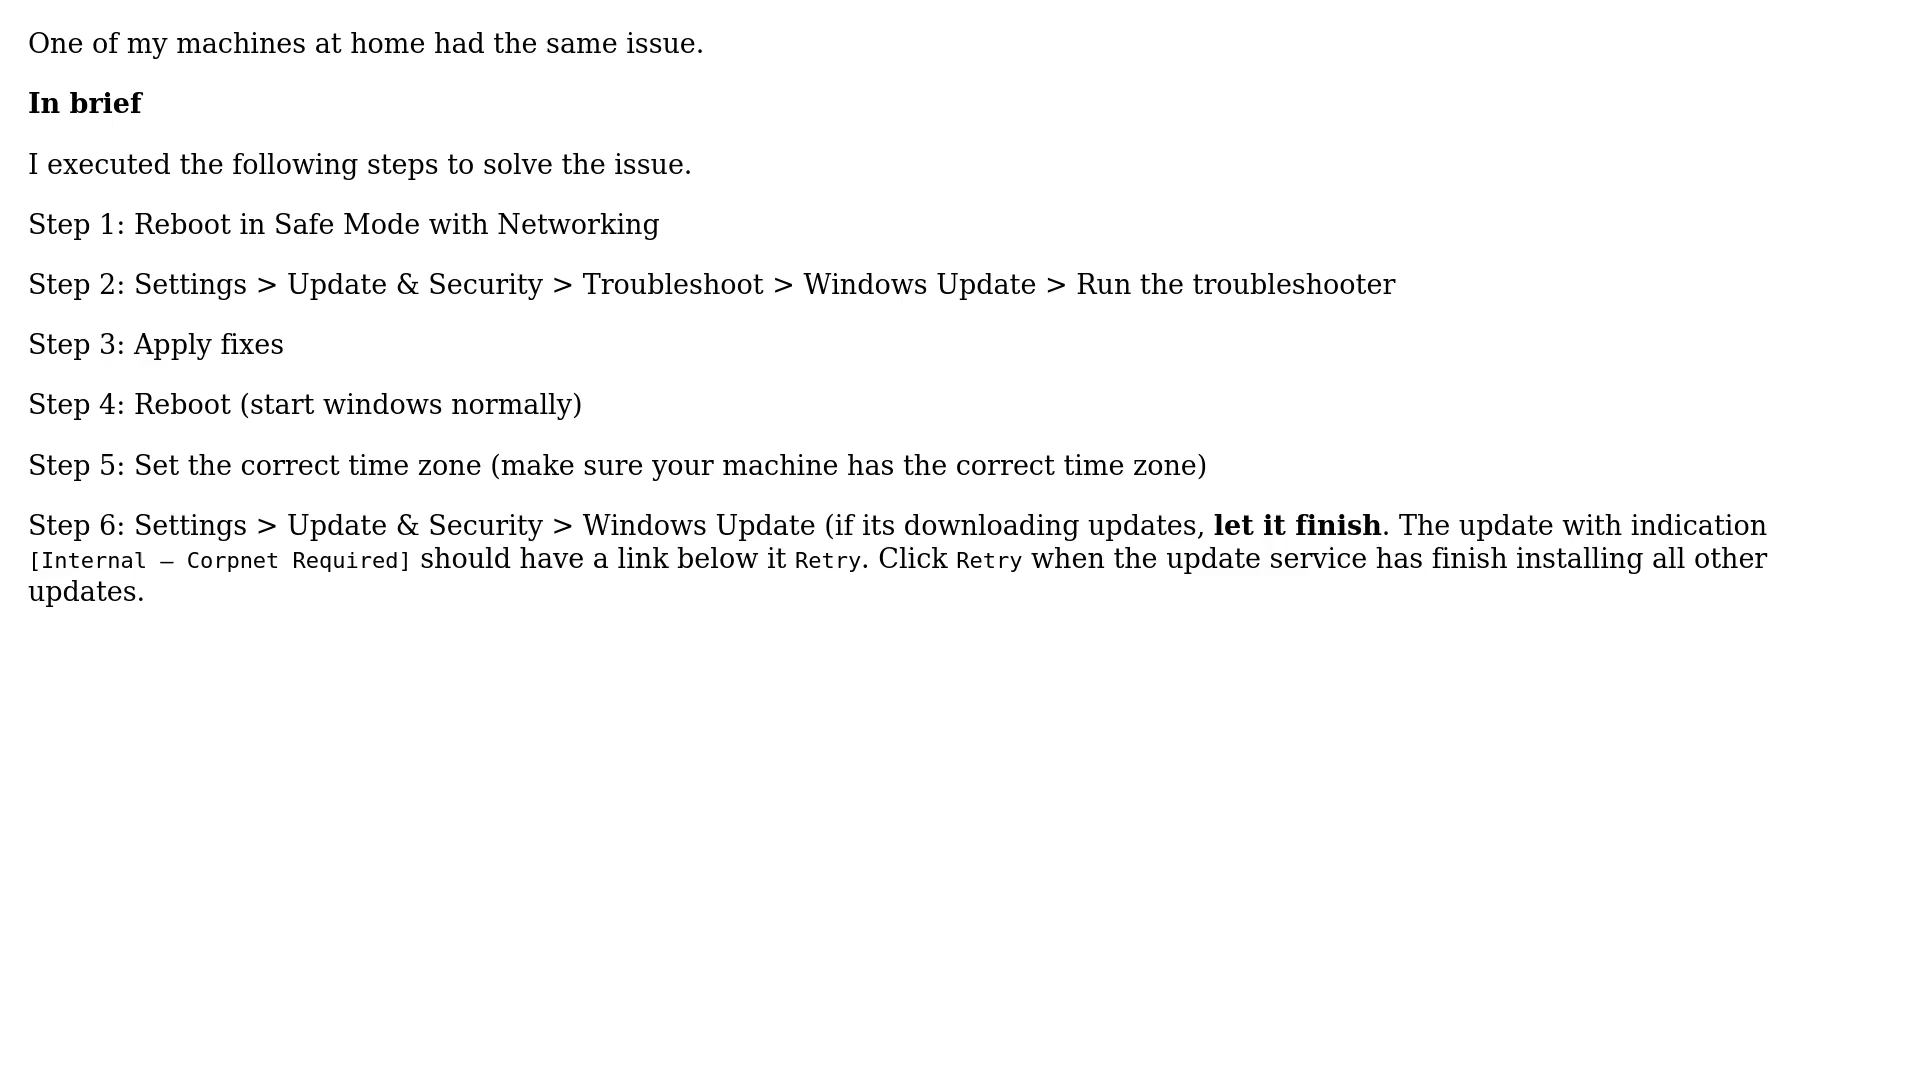 One of my machines at home had the same issue.
In brief
I executed the following steps to solve the issue.
Step 1: Reboot in Safe Mode with Networking
Step 2: Settings > Update & Security > Troubleshoot > Windows Update > Run the troubleshooter
Step 3: Apply fixes
Step 4: Reboot (start windows normally)
Step 5: Set the correct time zone (make sure your machine has the correct time zone)
Step 6: Settings > Update & Security > Windows Update (if its downloading updates, let it finish. The update with indication
[Internal – Corpnet Required] should have a link below it Retry. Click Retry when the update service has finish installing all other
updates.